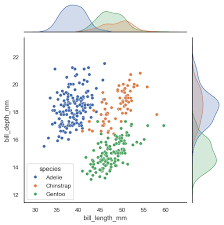 22
20
bill_depth_mm
18
16
14
12
species
Adelie
Chinstrap
Gentoo
30 35 40 45 50 55 60
bill_length_mm